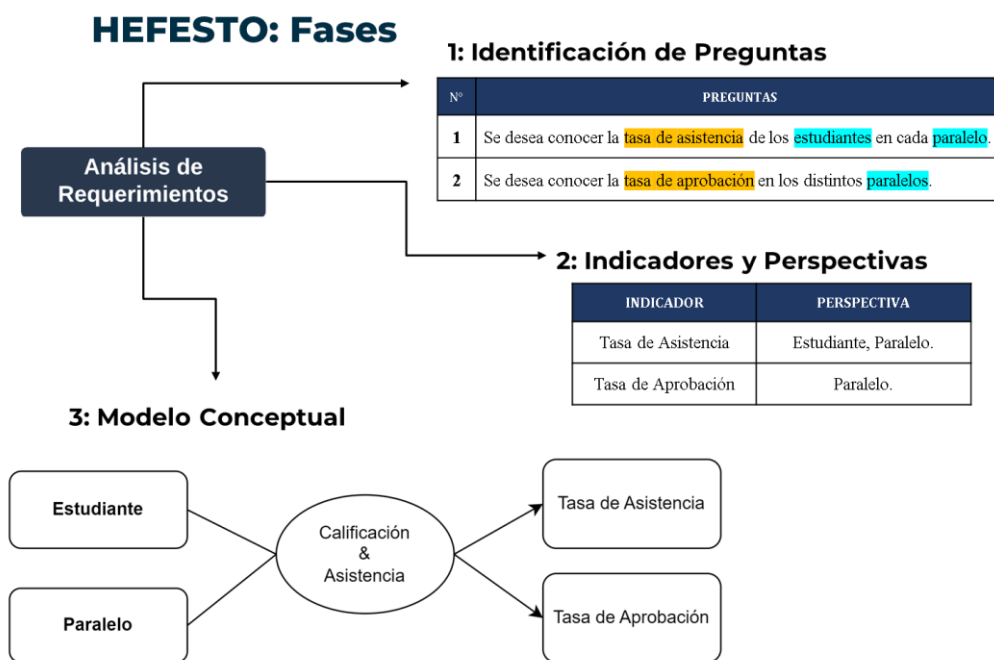 HEFESTO: Fases
1: Identificación de Preguntas
N° PREGUNTAS
1 Se desea conocer la tasa de asistencia de los estudiantes en cada paralelo.
2 Se desea conocer la tasa de aprobación en los distintos paralelos.
Análisis de
Requerimientos
2: Indicadores y Perspectivas
INDICADOR PERSPECTIVA
Tasa de Asistencia Estudiante, Paralelo.
Tasa de Aprobación Paralelo.
3: Modelo Conceptual
Estudiante
Paralelo
Calificación
&
Asistencia
Tasa de Asistencia
Tasa de Aprobación